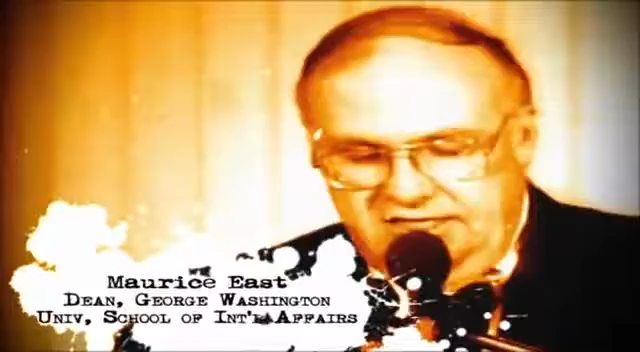 Maurice East
Dean, George Washington
Univ, School of Int'l Affairs